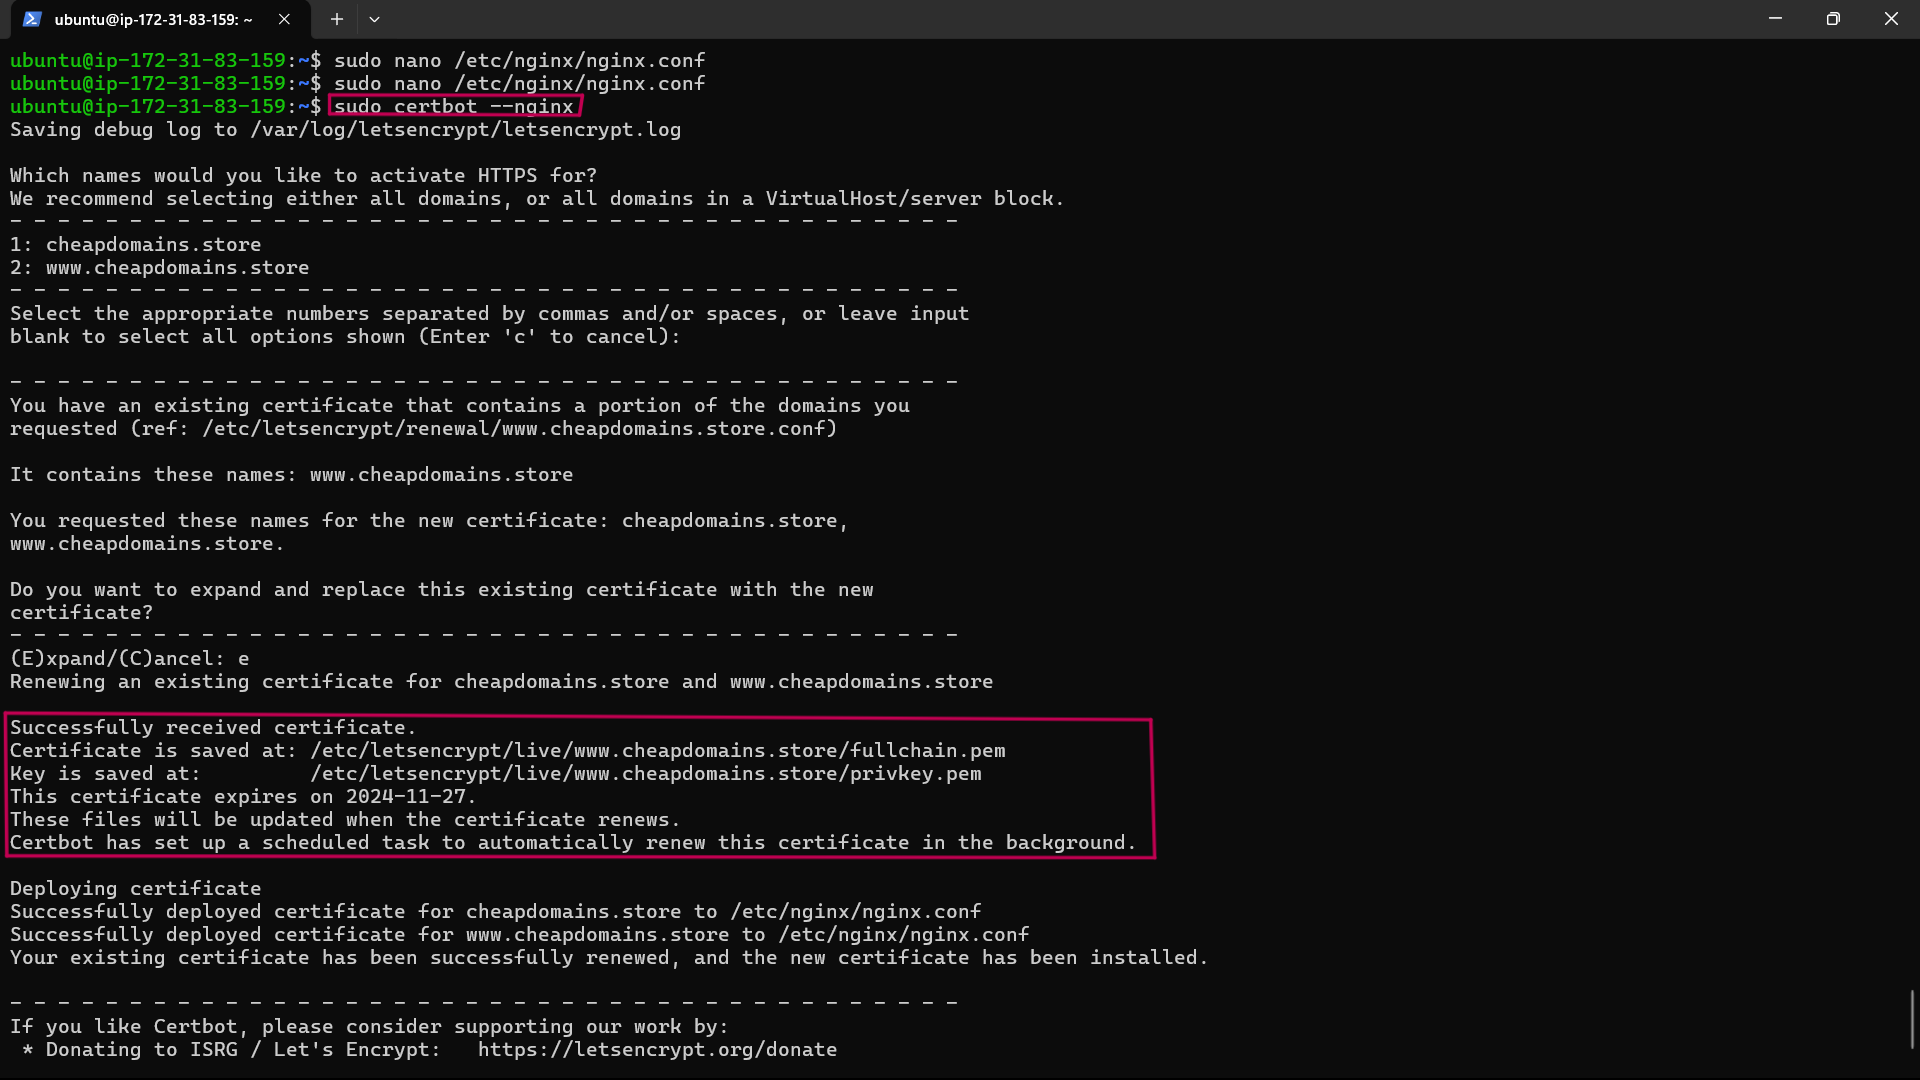 ubuntu@ip-172-31-83-159: ~
ubuntu@ip-172-31-83-159:~$ sudo nano /etc/nginx/nginx.conf
ubuntu@ip-172-31-83-159:~$ sudo nano /etc/nginx/nginx.conf
ubuntu@ip-172-31-83-159:~$ sudo certbot --nginx
Saving debug log to /var/log/letsencrypt/letsencrypt.log
Which names would you like to activate HTTPS for?
We recommend selecting either all domains, or all domains in a VirtualHost/server block.
- - - - - - - - - - - - - - - - - - - - - - - - - - - - - - - - - - - - - - - -
1: cheapdomains.store
2: www.cheapdomains.store
- - - - - - - - - - - - - - - - - - - - - - - - - - - - - - - - - - - - - - - -
Select the appropriate numbers separated by commas and/or spaces, or leave input
blank to select all options shown (Enter 'c' to cancel):
- - - - - - - - - - - - - - - - - - - - - - - - - - - - - - - - - - - - - - - -
You have an existing certificate that contains a portion of the domains you
requested (ref: /etc/letsencrypt/renewal/www.cheapdomains.store.conf)
It contains these names: www.cheapdomains.store
You requested these names for the new certificate: cheapdomains.store,
www.cheapdomains.store.
Do you want to expand and replace this existing certificate with the new
certificate?
- - - - - - - - - - - - - - - - - - - - - - - - - - - - - - - - - - - - - - - -
(E)xpand/(C)ancel: e
Renewing an existing certificate for cheapdomains.store and www.cheapdomains.store
Successfully received certificate.
Certificate is saved at: /etc/letsencrypt/live/www.cheapdomains.store/fullchain.pem
Key is saved at:         /etc/letsencrypt/live/www.cheapdomains.store/privkey.pem
This certificate expires on 2024-11-27.
These files will be updated when the certificate renews.
Certbot has set up a scheduled task to automatically renew this certificate in the background.
Deploying certificate
Successfully deployed certificate for cheapdomains.store to /etc/nginx/nginx.conf
Successfully deployed certificate for www.cheapdomains.store to /etc/nginx/nginx.conf
Your existing certificate has been successfully renewed, and the new certificate has been installed.
- - - - - - - - - - - - - - - - - - - - - - - - - - - - - - - - - - - - - - - -
If you like Certbot, please consider supporting our work by:
 * Donating to ISRG / Let's Encrypt:   https://letsencrypt.org/donate